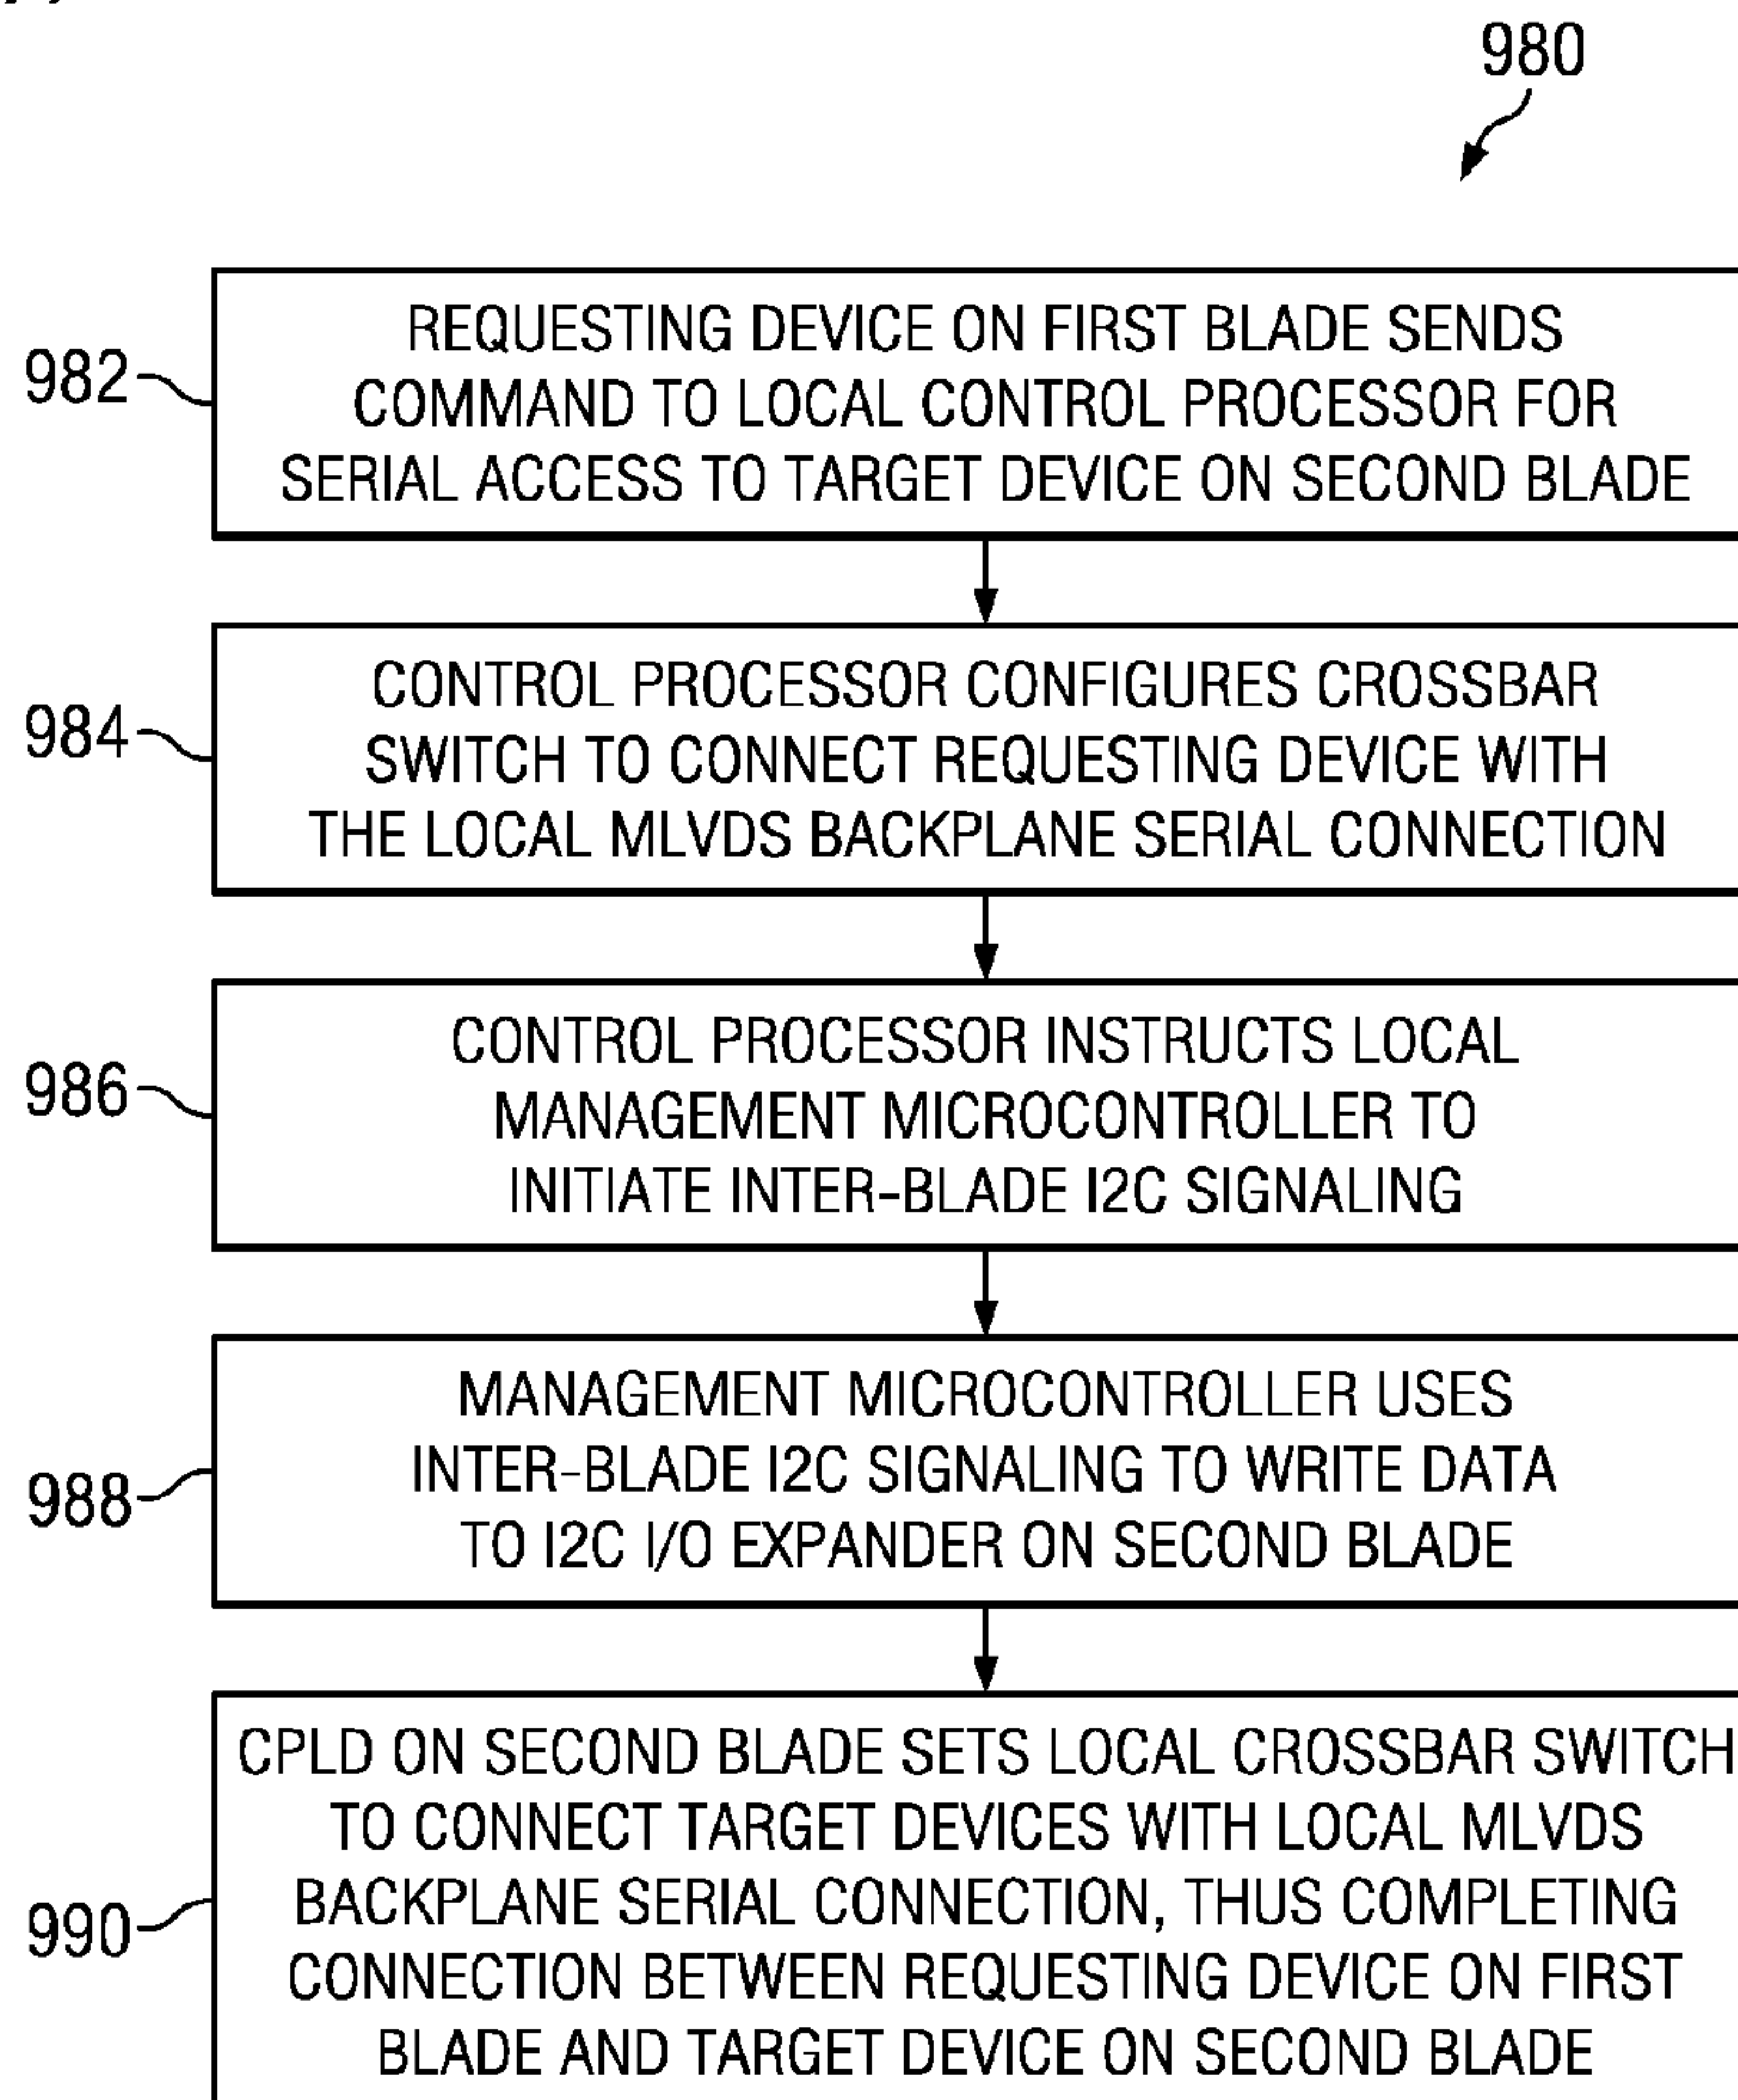 980
982
REQUESTING DEVICE ON FIRST BLADE SENDS
COMMAND TO LOCAL CONTROL PROCESSOR FOR
SERIAL ACCESS TO TARGET DEVICE ON SECOND BLADE
984
CONTROL PROCESSOR CONFIGURES CROSSBAR
SWITCH TO CONNECT REQUESTING DEVICE WITH
THE LOCAL MLVDS BACKPLANE SERIAL CONNECTION
986
CONTROL PROCESSOR INSTRUCTS LOCAL
MANAGEMENT MICROCONTROLLER TO
INITIATE INTER-BLADE I2C SIGNALING
988
MANAGEMENT MICROCONTROLLER USES
INTER-BLADE I2C SIGNALING TO WRITE DATA
TO I2C I/O EXPANDER ON SECOND BLADE
990
CPLD ON SECOND BLADE SETS LOCAL CROSSBAR SWITCH
TO CONNECT TARGET DEVICES WITH LOCAL MLVDS
BACKPLANE SERIAL CONNECTION, THUS COMPLETING
CONNECTION BETWEEN REQUESTING DEVICE ON FIRST
BLADE AND TARGET DEVICE ON SECOND BLADE